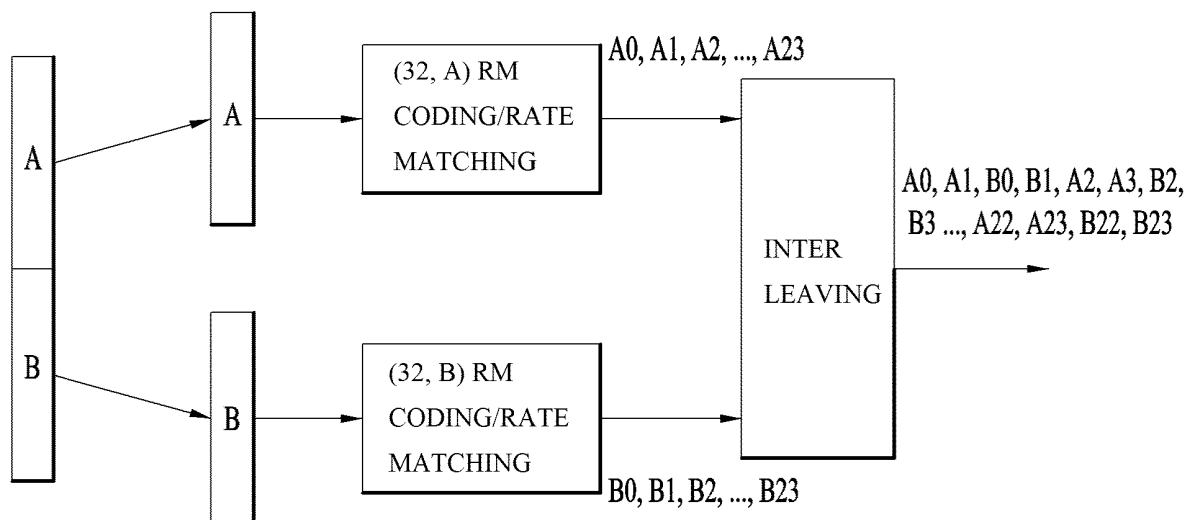 A
B
A
B
(32, A) RM
CODING/RATE
MATCHING
A0, A1, A2, ..., A23
(32, B) RM
CODING/RATE
MATCHING
B0, B1, B2, ..., B23
INTER
LEAVING
A0, A1, B0, B1, A2, A3, B2,
B3 ..., A22, A23, B22, B23